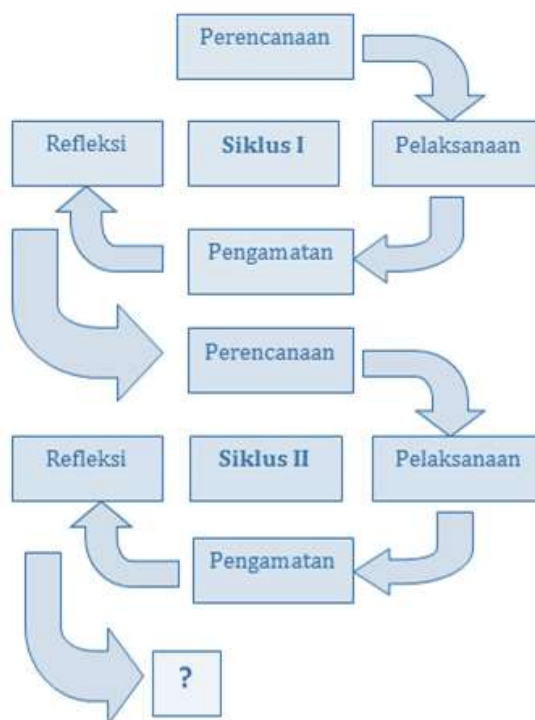 Perencanaan
Refleksi
Siklus I
Pelaksanaan
Pengamatan
Perencanaan
Refleksi
Siklus II
Pelaksanaan
Pengamatan
?